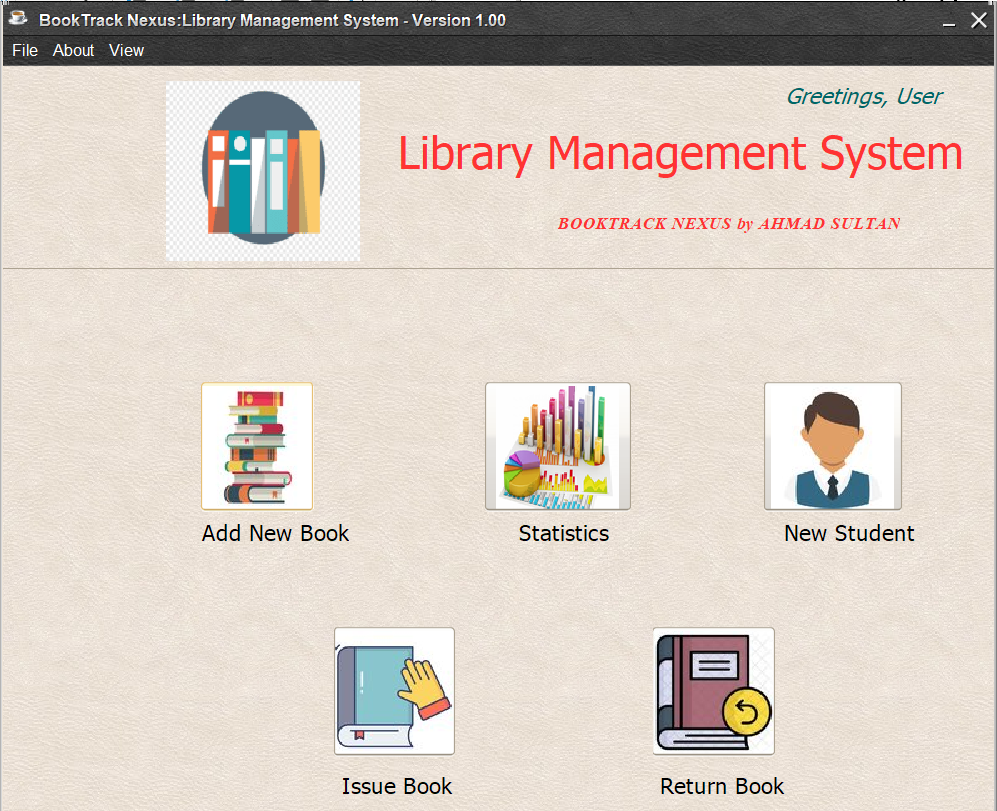 BookTrack Nexus:Library Management System - Version 1.00
File About View
Greetings, User
Library Management System
BOOKTRACK NEXUS by AHMAD SULTAN
Add New Book
Statistics
New Student
Issue Book
Return Book